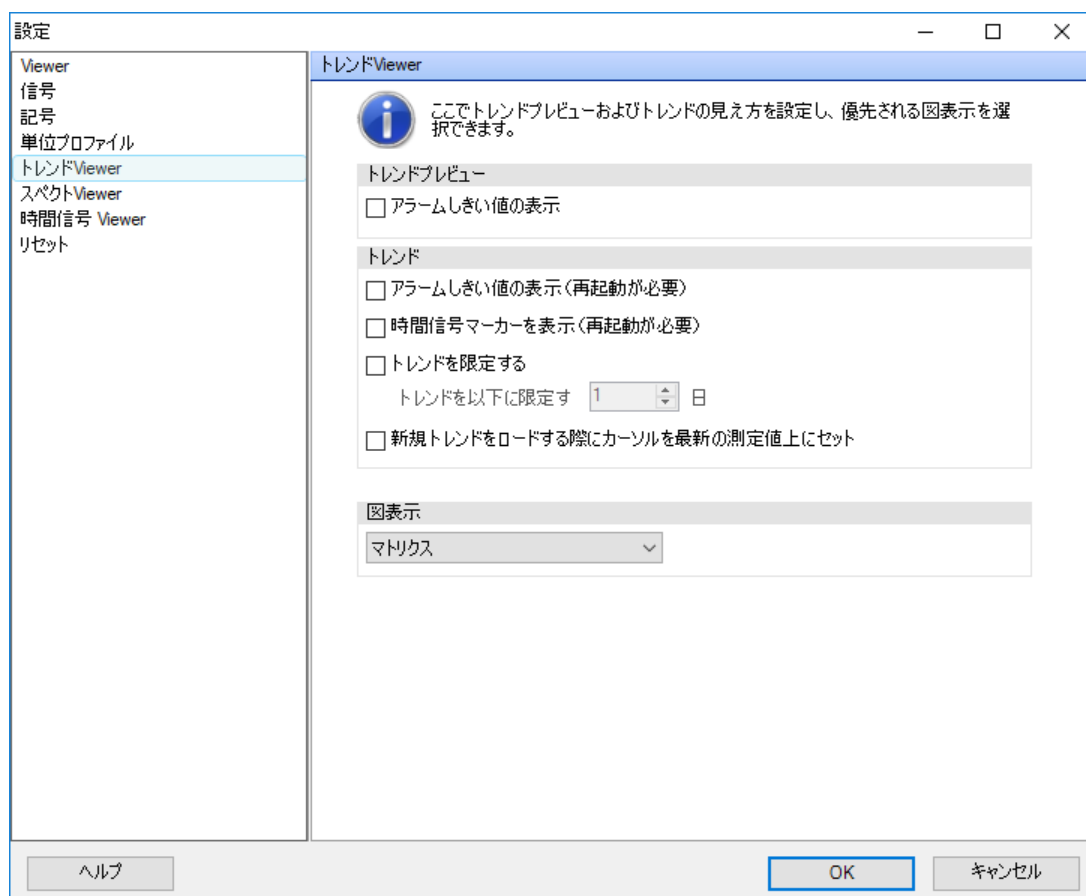 設定
Viewer
信号
記号
単位プロファイル
トレンドViewer
スペクトViewer
時間信号 Viewer
リセット
トレンドViewer
ここでトレンドプレビューおよびトレンドの見え方を設定し、優先される図表示を選
択できます。
トレンドプレビュー
アラームしきい値の表示
トレンド
アラームしきい値の表示(再起動が必要)
時間信号マーカーを表示(再起動が必要)
トレンドを限定する
トレンドを以下に限定す 1 日
新規トレンドをロードする際にカーソルを最新の測定値上にセット
図表示
マトリクス
ヘルプ
OK
キャンセル